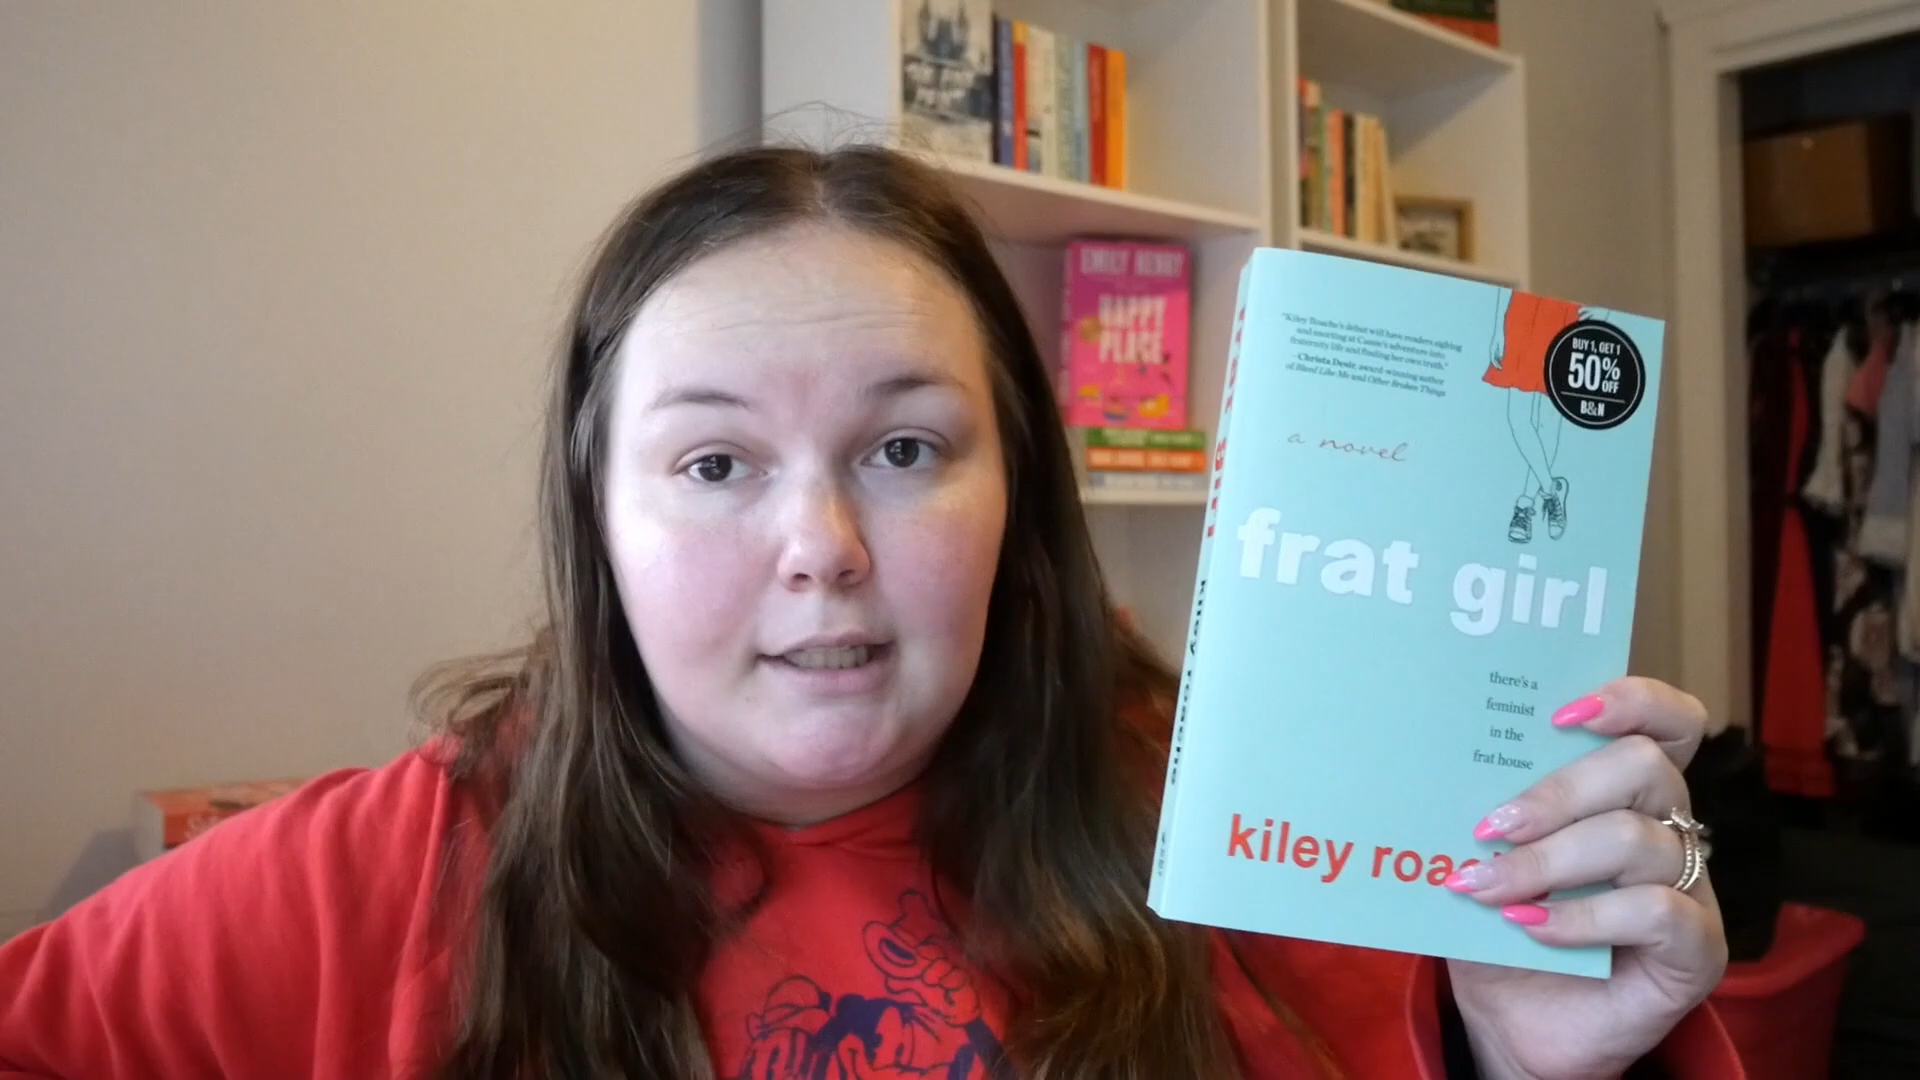 EMILY HENRY
HAPPY
PLACE
"Kiley Roache's debut will have readers sighing
and snorting at Cassie's adventure into
fraternity life and finding her own truth."
—Christa Desir, award-winning author
of Bleed Like Me and Other Broken Things
BUY 1, GET 1
50%
OFF
B&N
a novel
frat girl
there's a
feminist
in the
frat house
kiley
kiley roache